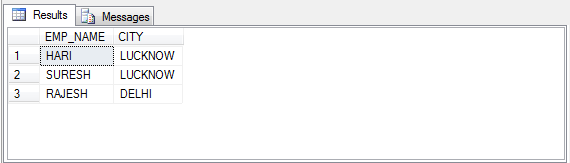 Results Messages
EMP_NAME CITY
1 HARI LUCKNOW
2 SURESH LUCKNOW
3 RAJESH DELHI